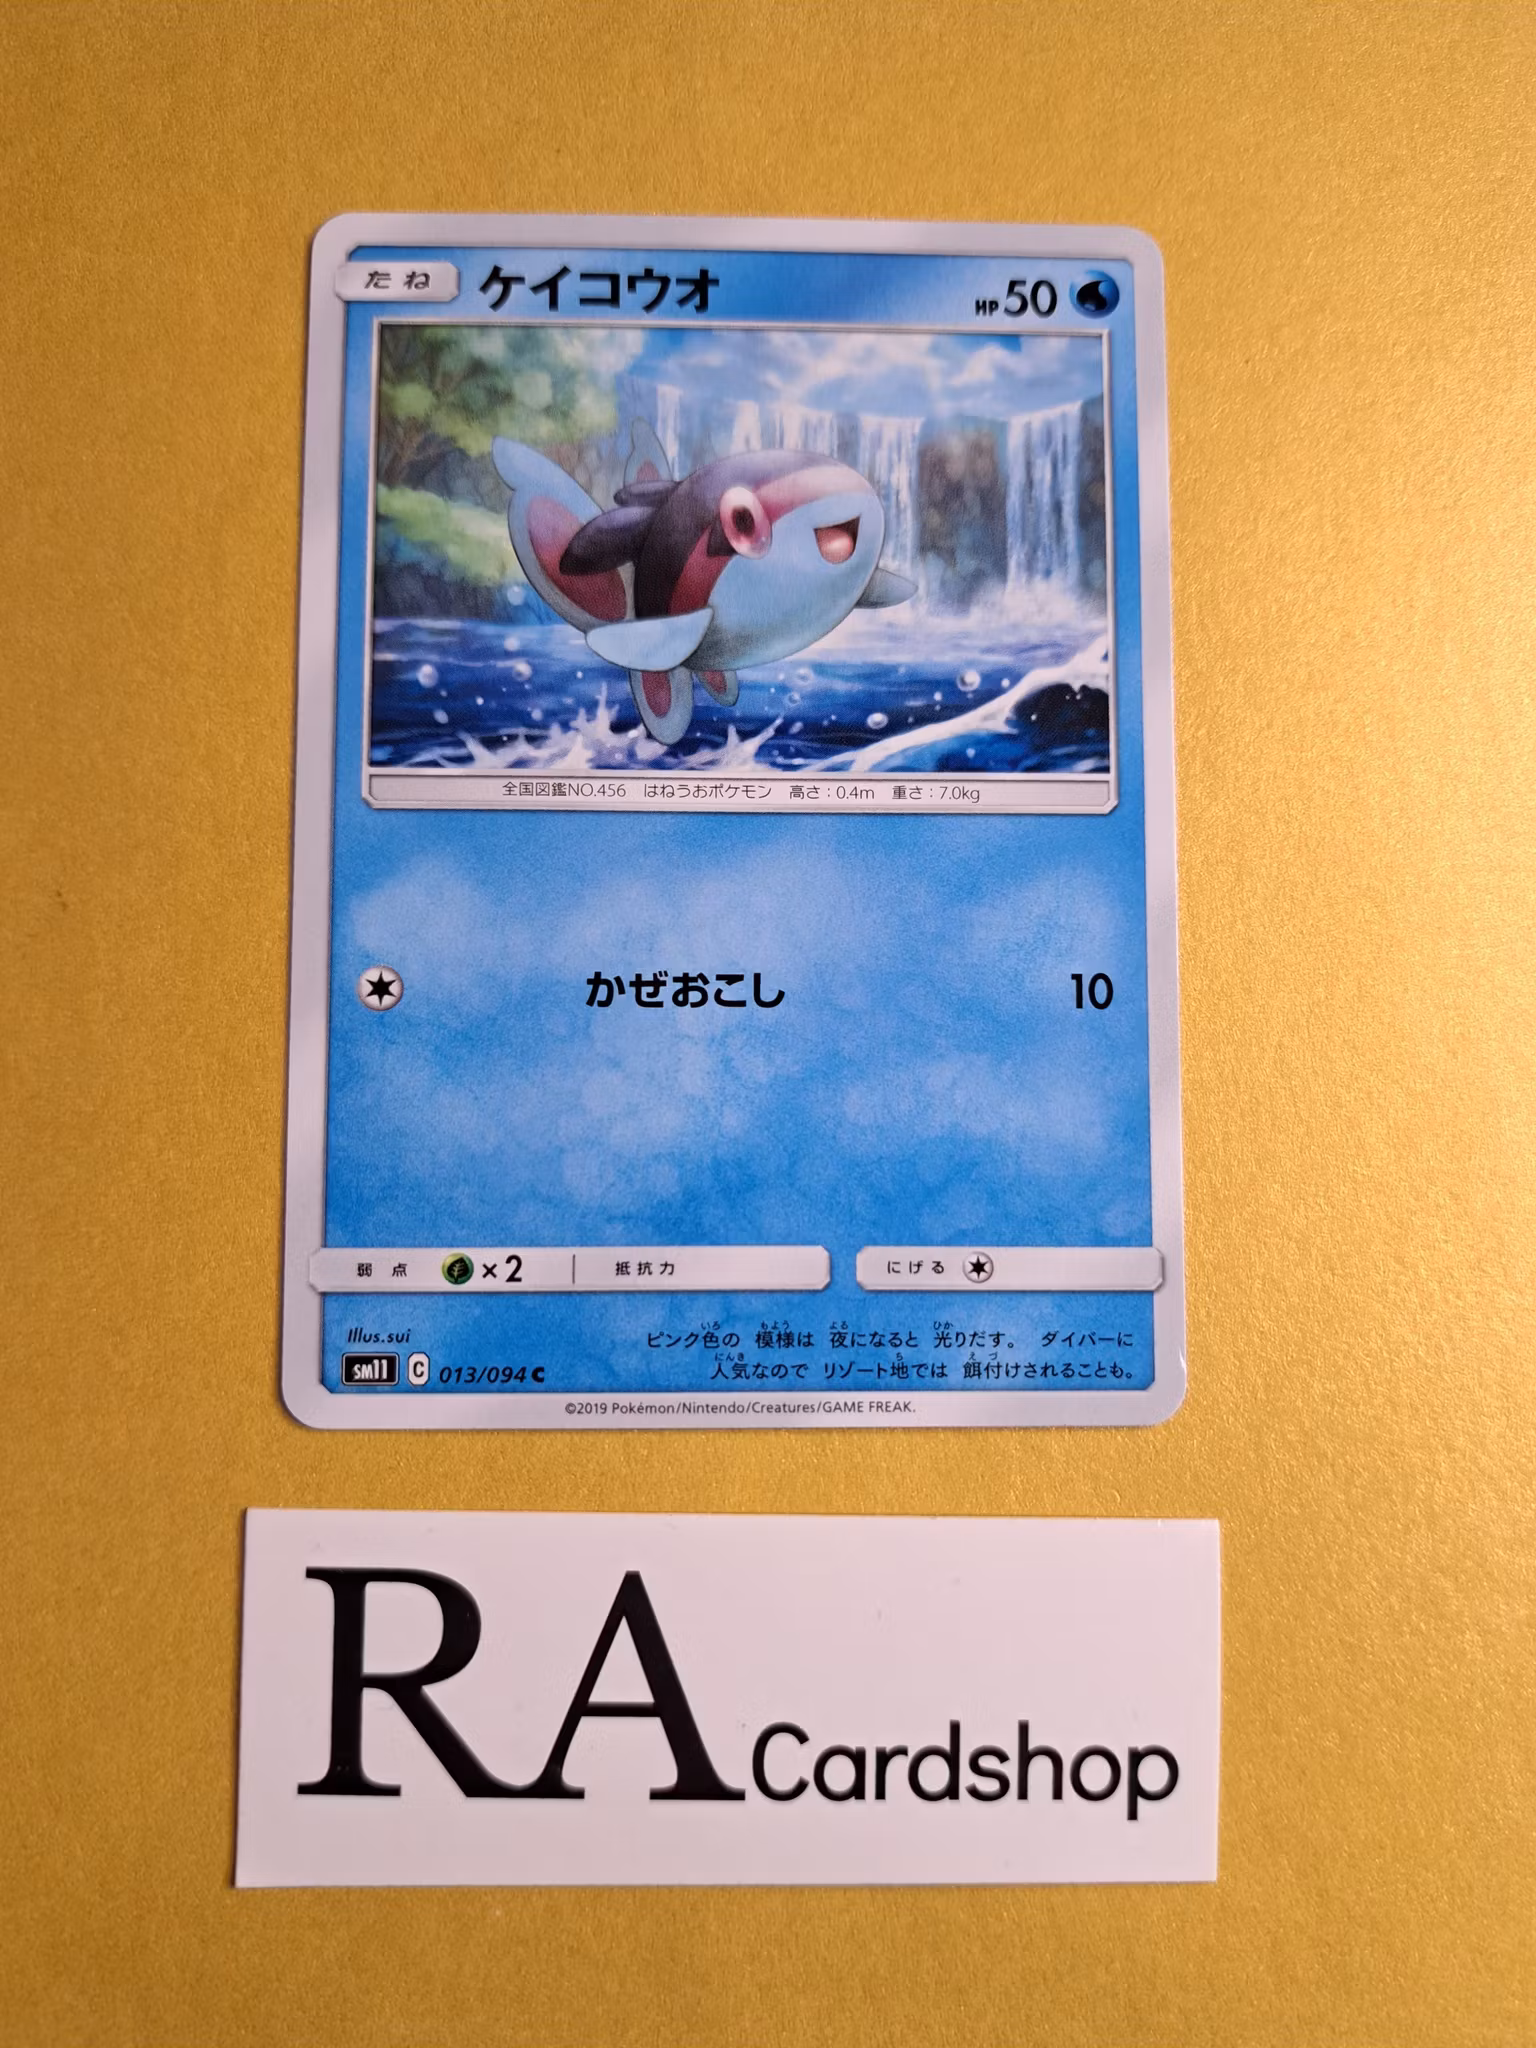 たね ケイコウオ HP50
全国図鑑NO.456 はねうおポケモン 高さ:0.4m 重さ:7.0kg
かぜおこし 10
弱点 ×2 抵抗力 にげる
Illus.sui
ピンク色の 模様は 夜になると 光りだす。 ダイバーに
人気なので リゾート地では 餌付けされることも。
SM11 C 013/094 C
©2019 Pokémon/Nintendo/Creatures/GAME FREAK.
RA Cardshop